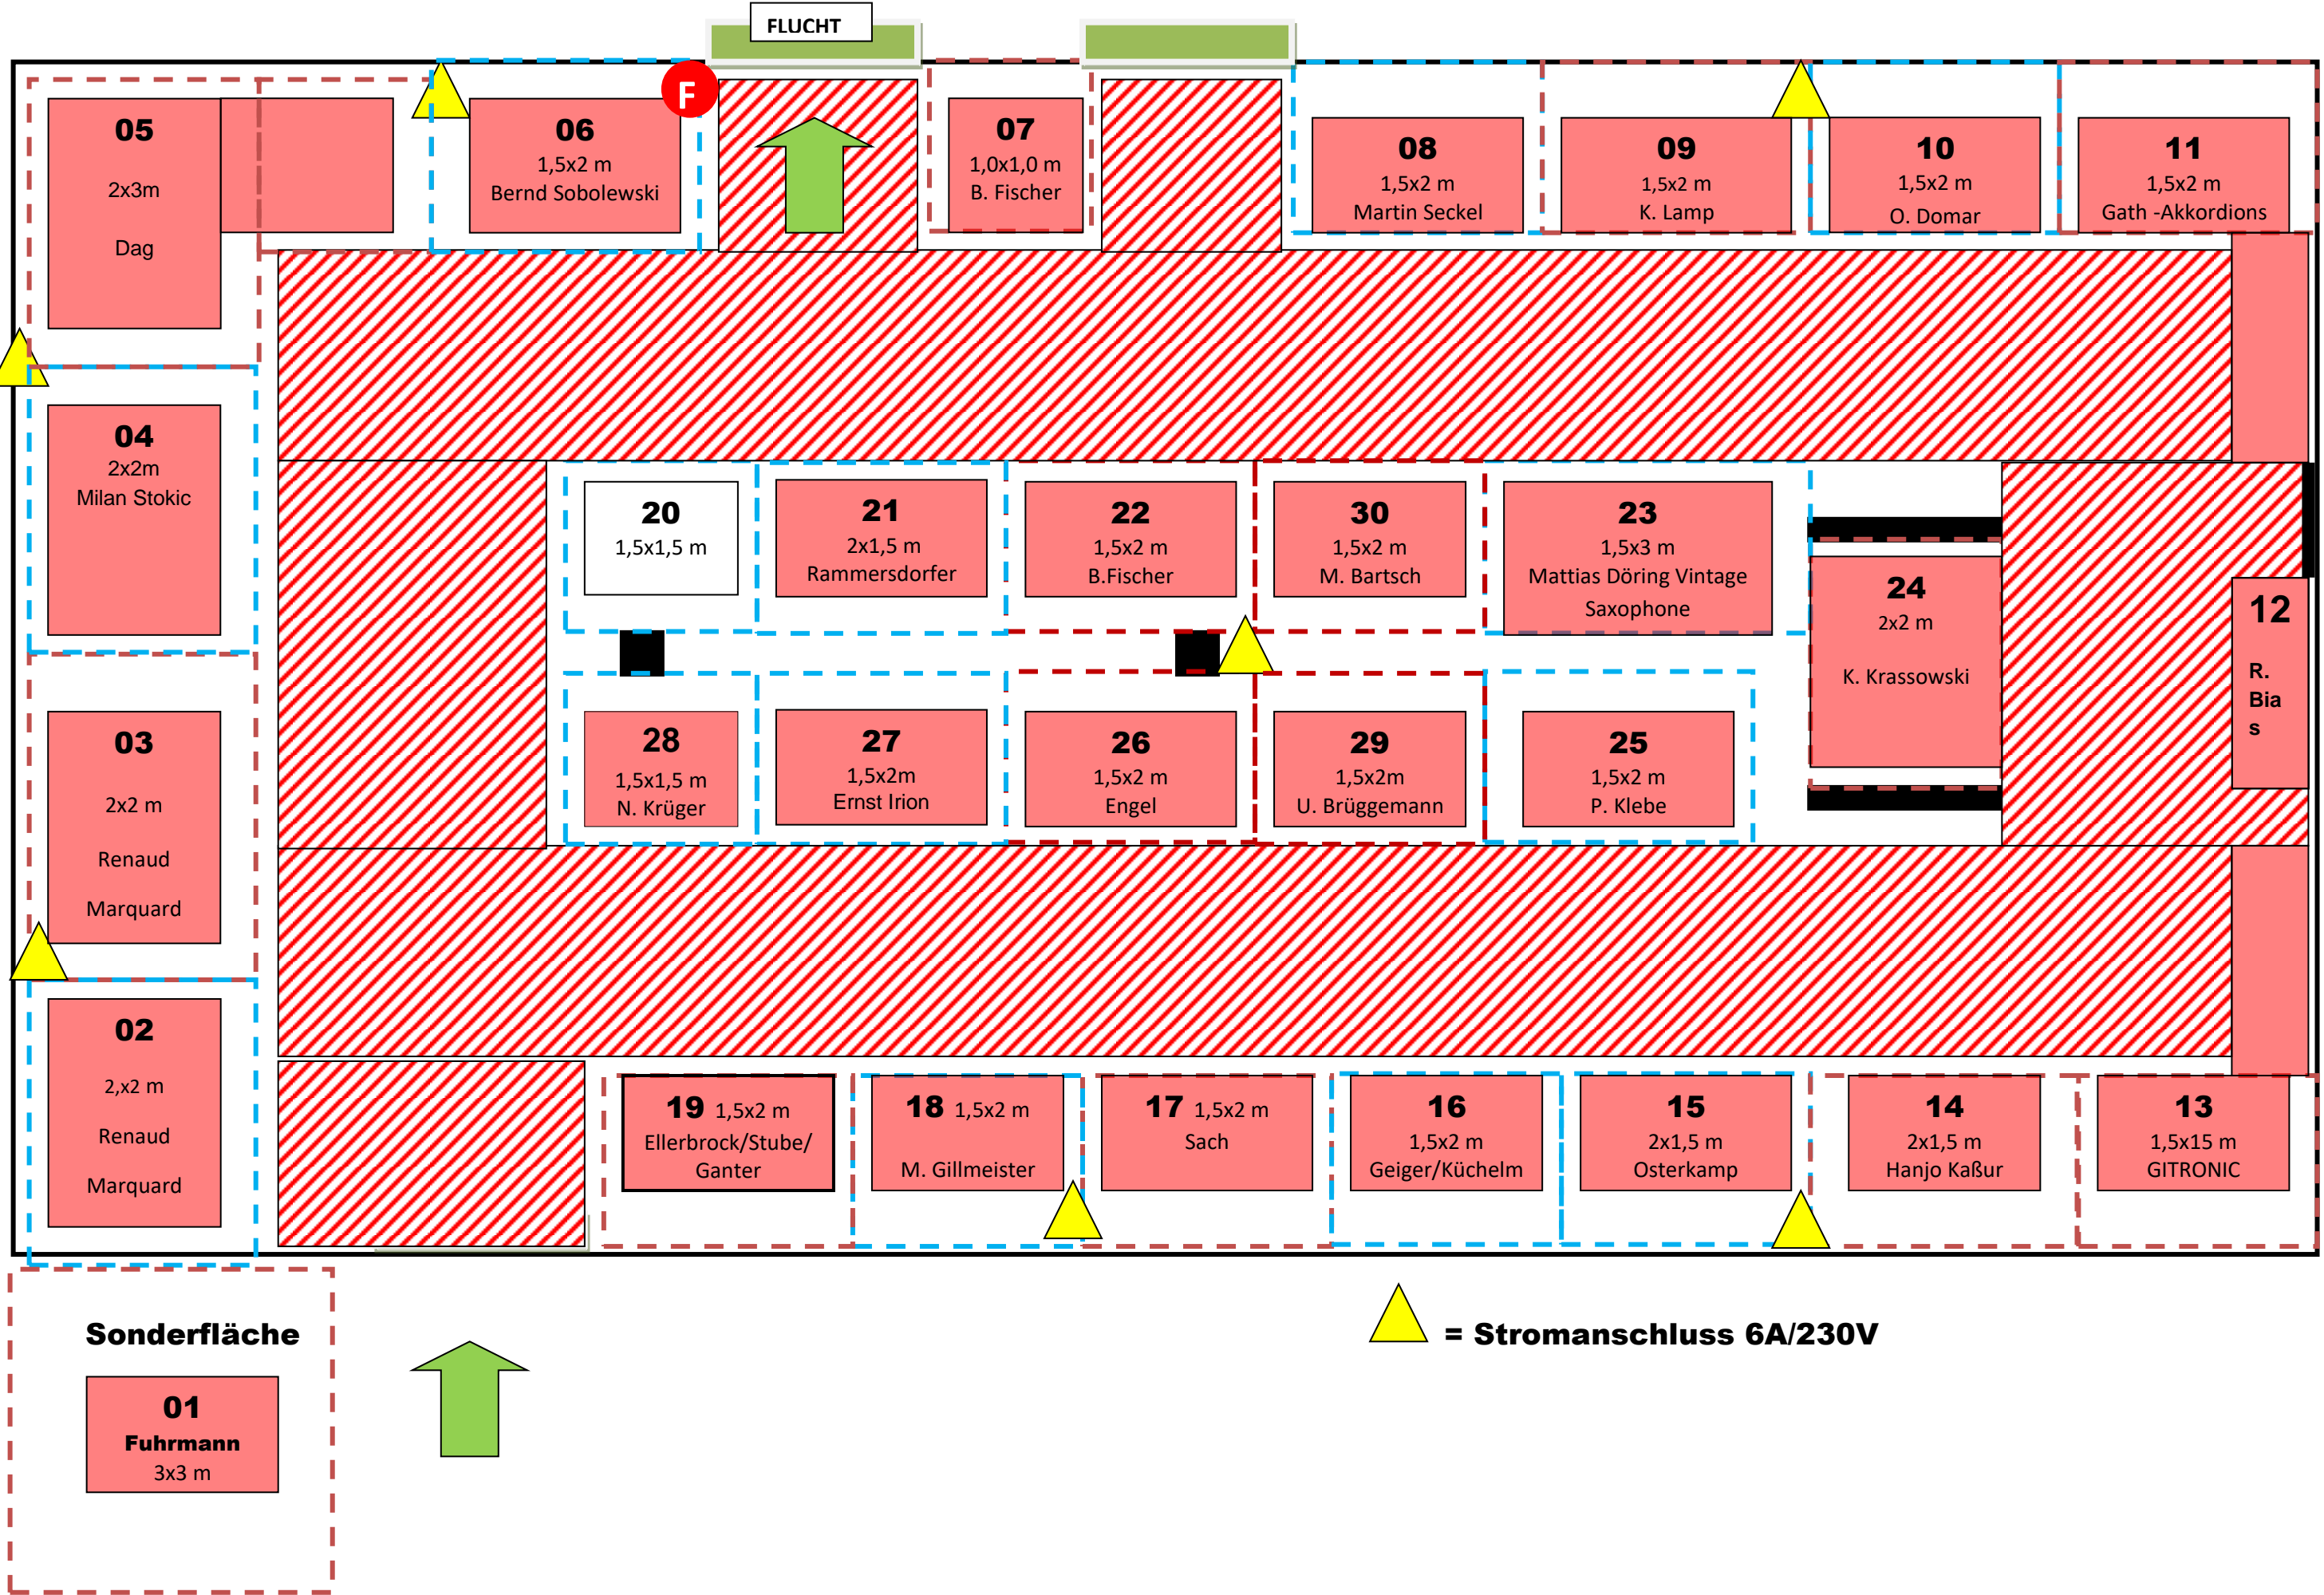 FLUCHT
F
05
2x3m
Dag
06
1,5x2 m
Bernd Sobolewski
07
1,0x1,0 m
B. Fischer
08
1,5x2 m
Martin Seckel
09
1,5x2 m
K. Lamp
10
1,5x2 m
O. Domar
11
1,5x2 m
Gath -Akkordions
04
2x2m
Milan Stokic
20
1,5x1,5 m
21
2x1,5 m
Rammersdorfer
22
1,5x2 m
B.Fischer
30
1,5x2 m
M. Bartsch
23
1,5x3 m
Mattias Döring Vintage
Saxophone
24
2x2 m
K. Krassowski
12
R.
Bia
s
03
2x2 m
Renaud
Marquard
28
1,5x1,5 m
N. Krüger
27
1,5x2m
Ernst Irion
26
1,5x2 m
Engel
29
1,5x2m
U. Brüggemann
25
1,5x2 m
P. Klebe
02
2,x2 m
Renaud
Marquard
19 1,5x2 m
Ellerbrock/Stube/
Ganter
18 1,5x2 m
M. Gillmeister
17 1,5x2 m
Sach
16
1,5x2 m
Geiger/Küchelm
15
2x1,5 m
Osterkamp
14
2x1,5 m
Hanjo Kaßur
13
1,5x15 m
GITRONIC
Sonderfläche
01
Fuhrmann
3x3 m
= Stromanschluss 6A/230V